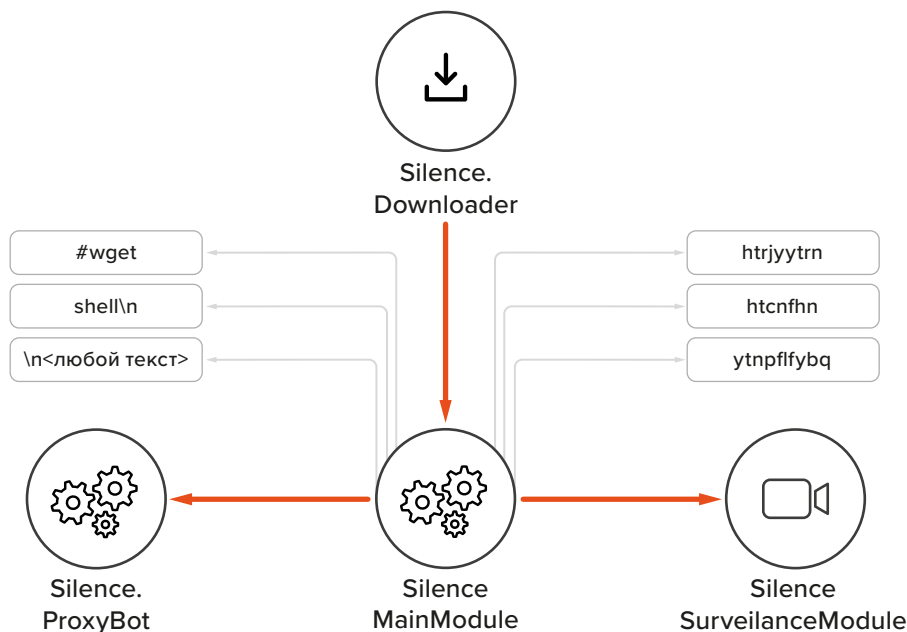 Silence.
Downloader
#wget
htrjyytrn
shell\n
htcnfhn
\n<любой текст>
ytnpflfybq
Silence.
ProxyBot
Silence
MainModule
Silence
SurveilanceModule